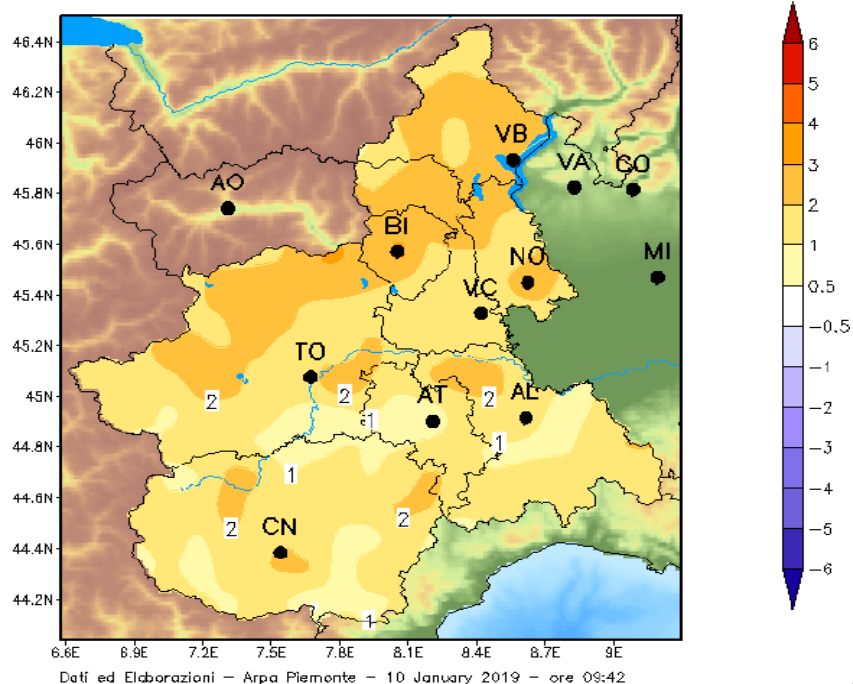 46.4N
46.2N
46N
45.8N
45.6N
45.4N
45.2N
45N
44.8N
44.6N
44.4N
44.2N
6.6E 6.9E 7.2E 7.5E 7.8E 8.1E 8.4E 8.7E 9E
VB
VA
CO
AO
BI
NO
MI
VC
TO
AT
AL
CN
2
2
2
1
1
1
2
2
1
6
5
4
3
2
1
0.5
-0.5
-1
-2
-3
-4
-5
-6
Dati ed Elaborazioni - Arpa Piemonte - 10 January 2019 - ore 09:42